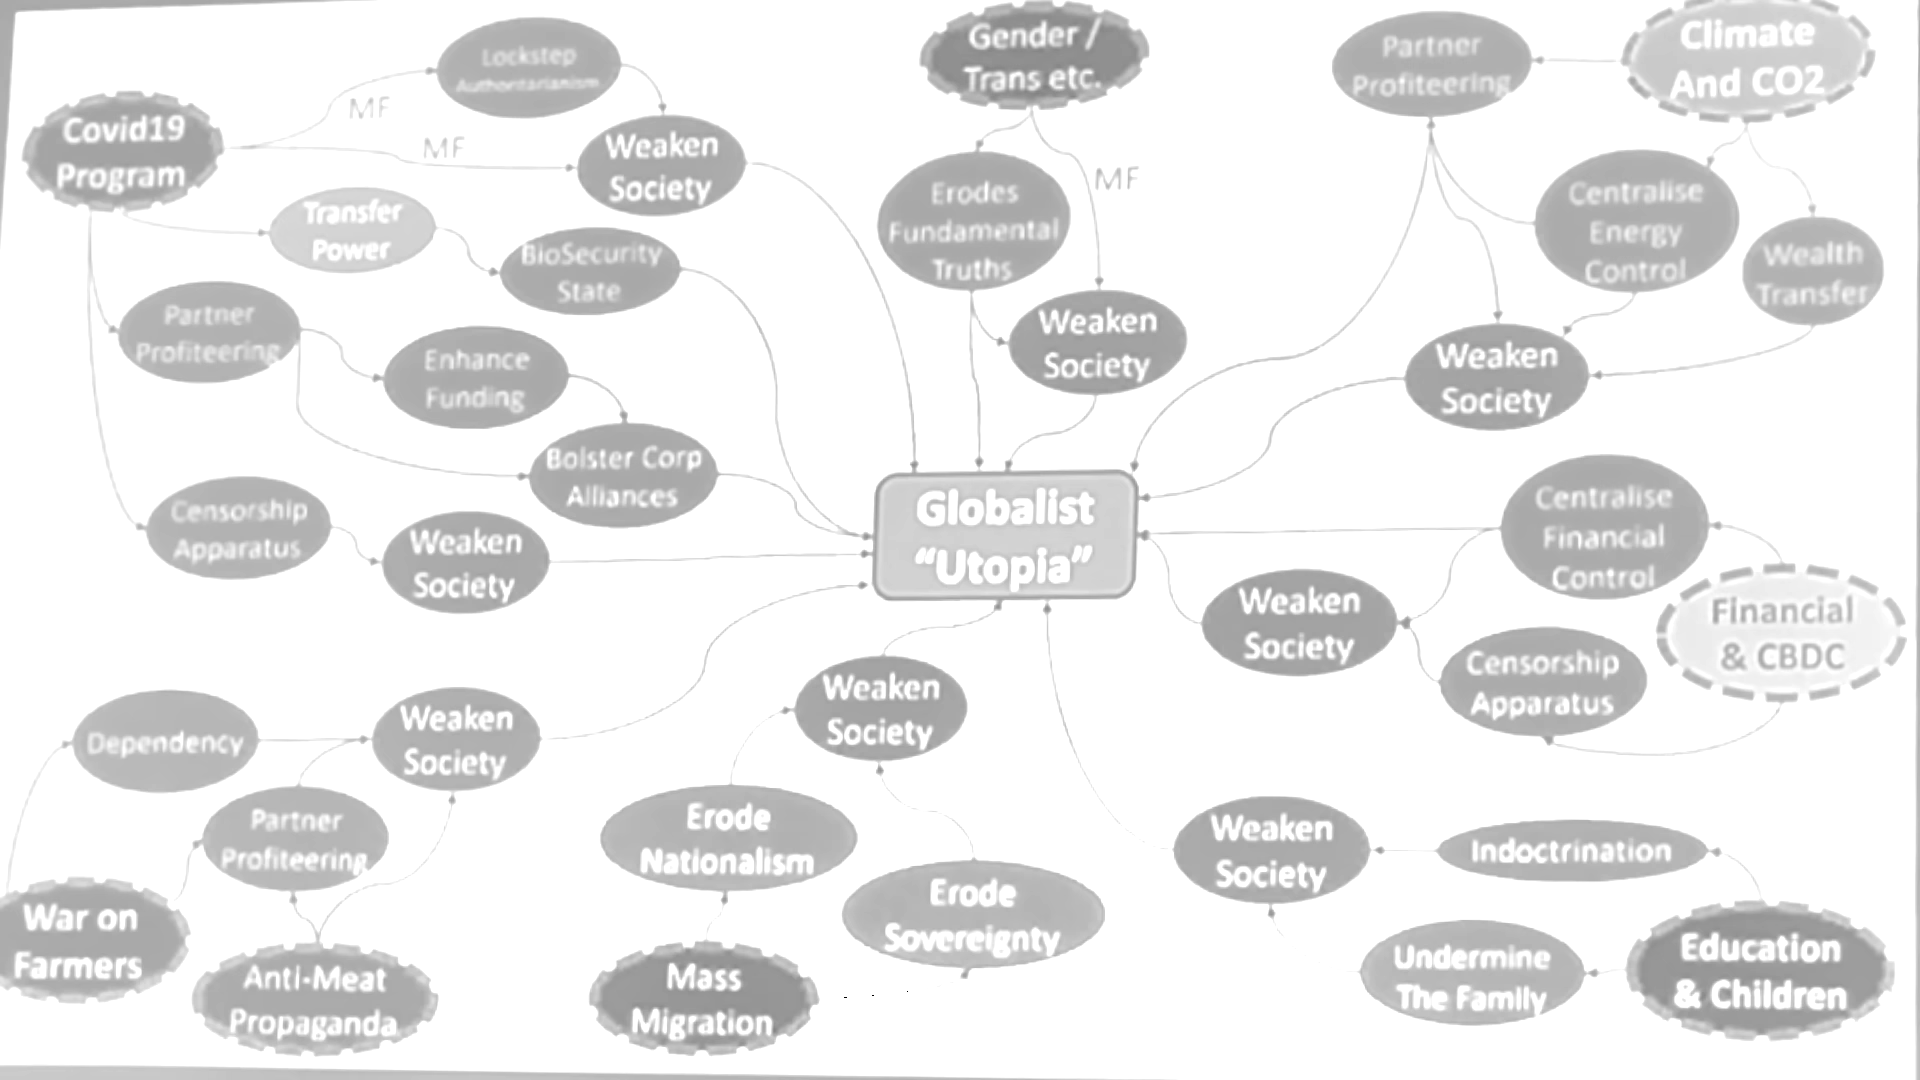 Lockstep
Authoritarianism
MF
Covid19
Program
MF
Weaken
Society
Transfer
Power
BioSecurity
State
Partner
Profiteering
Enhance
Funding
Bolster Corp
Alliances
Censorship
Apparatus
Weaken
Society
Gender /
Trans etc.
Erodes
Fundamental
Truths
MF
Weaken
Society
Partner
Profiteering
Climate
And CO2
Centralise
Energy
Control
Wealth
Transfer
Weaken
Society
Globalist
“Utopia”
Centralise
Financial
Control
Weaken
Society
Financial
& CBDC
Censorship
Apparatus
Dependency
Weaken
Society
Partner
Profiteering
War on
Farmers
Anti-Meat
Propaganda
Weaken
Society
Erode
Nationalism
Erode
Sovereignty
Mass
Migration
Weaken
Society
Indoctrination
Undermine
The Family
Education
& Children